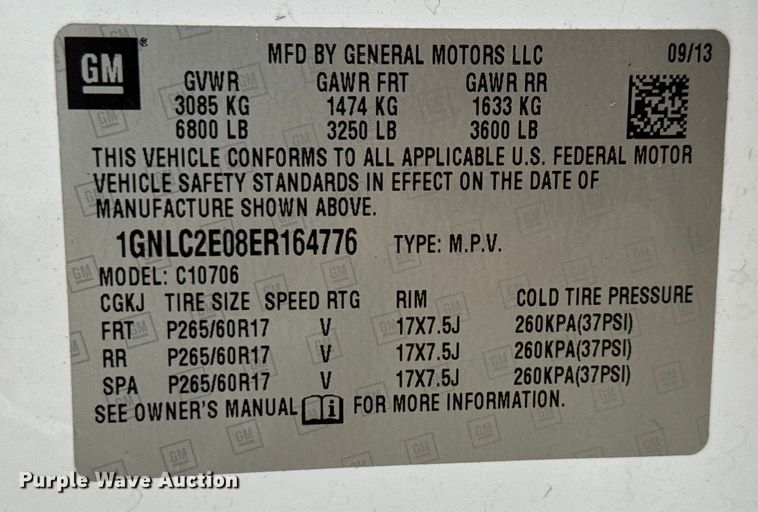 GM ® MFD BY GENERAL MOTORS LLC 09/13
GVWR GAWR FRT GAWR RR
3085 KG 1474 KG 1633 KG
6800 LB 3250 LB 3600 LB
THIS VEHICLE CONFORMS TO ALL APPLICABLE U.S. FEDERAL MOTOR
VEHICLE SAFETY STANDARDS IN EFFECT ON THE DATE OF
MANUFACTURE SHOWN ABOVE.
1GNLC2E08ER164776 TYPE: M.P.V.
MODEL: C10706
CGKJ TIRE SIZE SPEED RTG RIM COLD TIRE PRESSURE
FRT P265/60R17 V 17X7.5J 260KPA(37PSI)
RR P265/60R17 V 17X7.5J 260KPA(37PSI)
SPA P265/60R17 V 17X7.5J 260KPA(37PSI)
SEE OWNER'S MANUAL i FOR MORE INFORMATION.
Purple Wave Auction